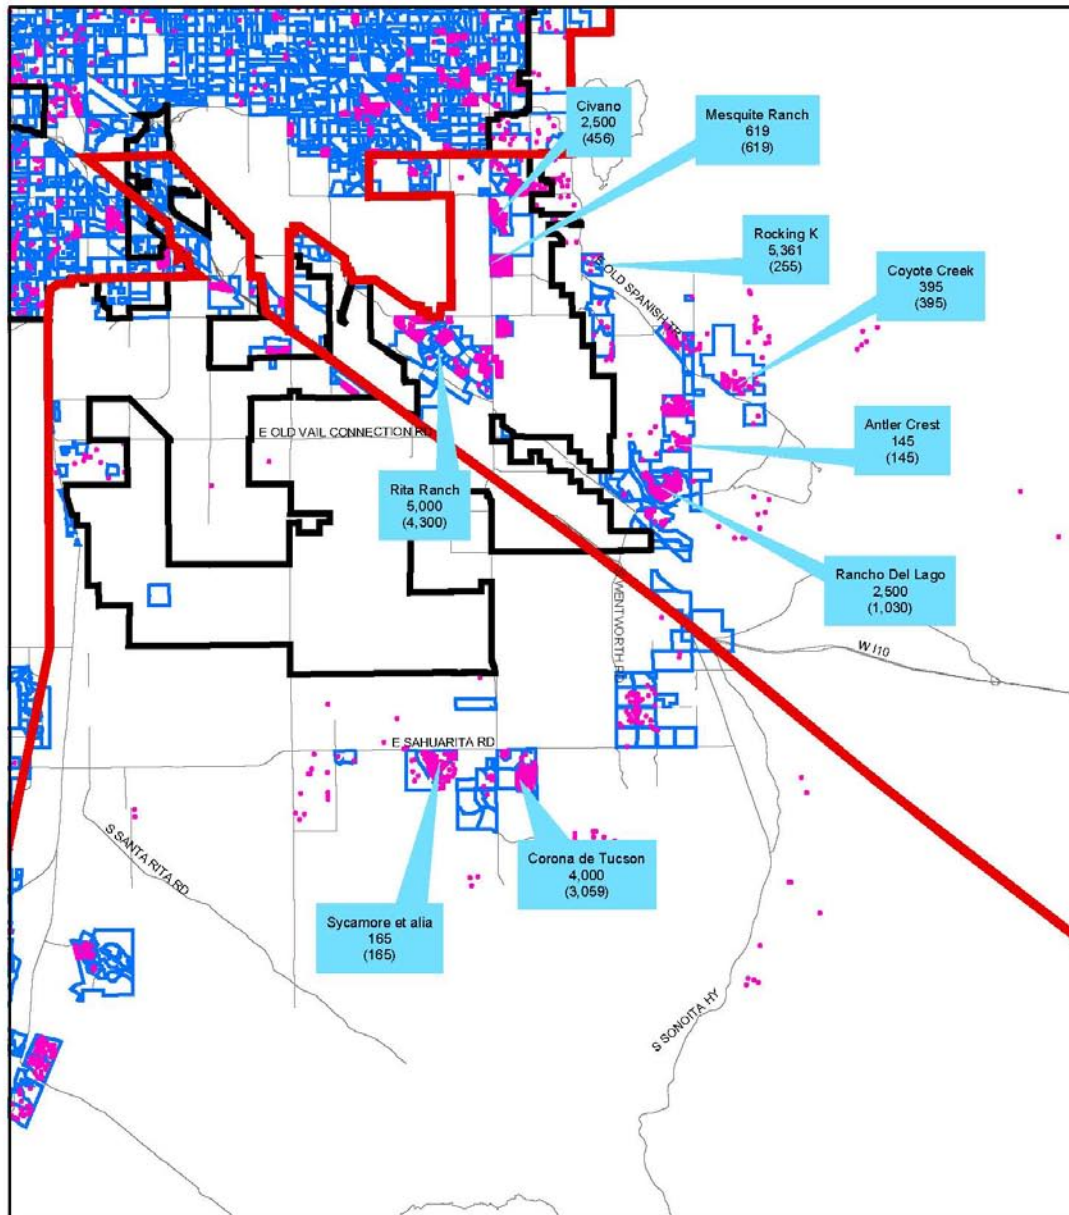 Civano
2,500
(456)
Mesquite Ranch
619
(619)
Rocking K
5,361
(255)
Coyote Creek
395
(395)
E OLD SPANISH TR
Antler Crest
145
(145)
E OLD VAIL CONNECTION RD
Rita Ranch
5,000
(4,300)
Rancho Del Lago
2,500
(1,030)
S WENTWORTH RD
W I10
E SAHUARITA RD
S SANTA RITA RD
Corona de Tucson
4,000
(3,059)
Sycamore et alia
165
(165)
S SONOITA HY